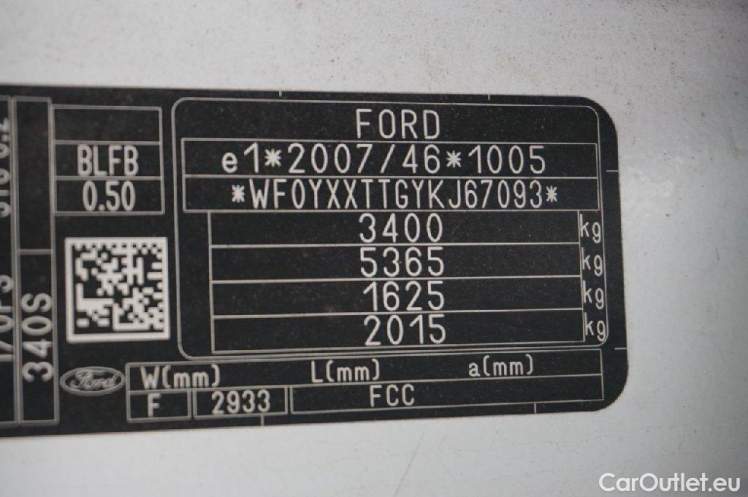 FORD
e1*2007/46*1005
*WF0YXXTTGYKJ67093*
3400 kg
5365 kg
1625 kg
2015 kg
BLFB
0.50
340S
Ford
W(mm) L(mm) a(mm)
F 2933 FCC
CarOutlet.eu